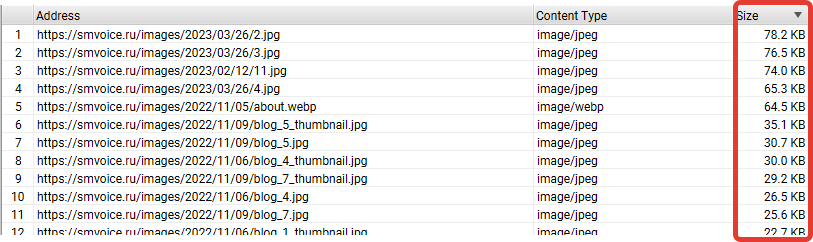 Address Content Type Size
1 https://smvoice.ru/images/2023/03/26/2.jpg image/jpeg 78.2 KB
2 https://smvoice.ru/images/2023/03/26/3.jpg image/jpeg 76.5 KB
3 https://smvoice.ru/images/2023/02/12/11.jpg image/jpeg 74.0 KB
4 https://smvoice.ru/images/2023/03/26/4.jpg image/jpeg 65.3 KB
5 https://smvoice.ru/images/2022/11/05/about.webp image/webp 64.5 KB
6 https://smvoice.ru/images/2022/11/09/blog_5_thumbnail.jpg image/jpeg 35.1 KB
7 https://smvoice.ru/images/2022/11/09/blog_5.jpg image/jpeg 30.7 KB
8 https://smvoice.ru/images/2022/11/06/blog_4_thumbnail.jpg image/jpeg 30.0 KB
9 https://smvoice.ru/images/2022/11/09/blog_7_thumbnail.jpg image/jpeg 29.2 KB
10 https://smvoice.ru/images/2022/11/06/blog_4.jpg image/jpeg 26.5 KB
11 https://smvoice.ru/images/2022/11/09/blog_7.jpg image/jpeg 25.6 KB
12 https://smvoice.ru/images/2022/11/06/blog_1_thumbnail.jpg image/jpeg 22.7 KB